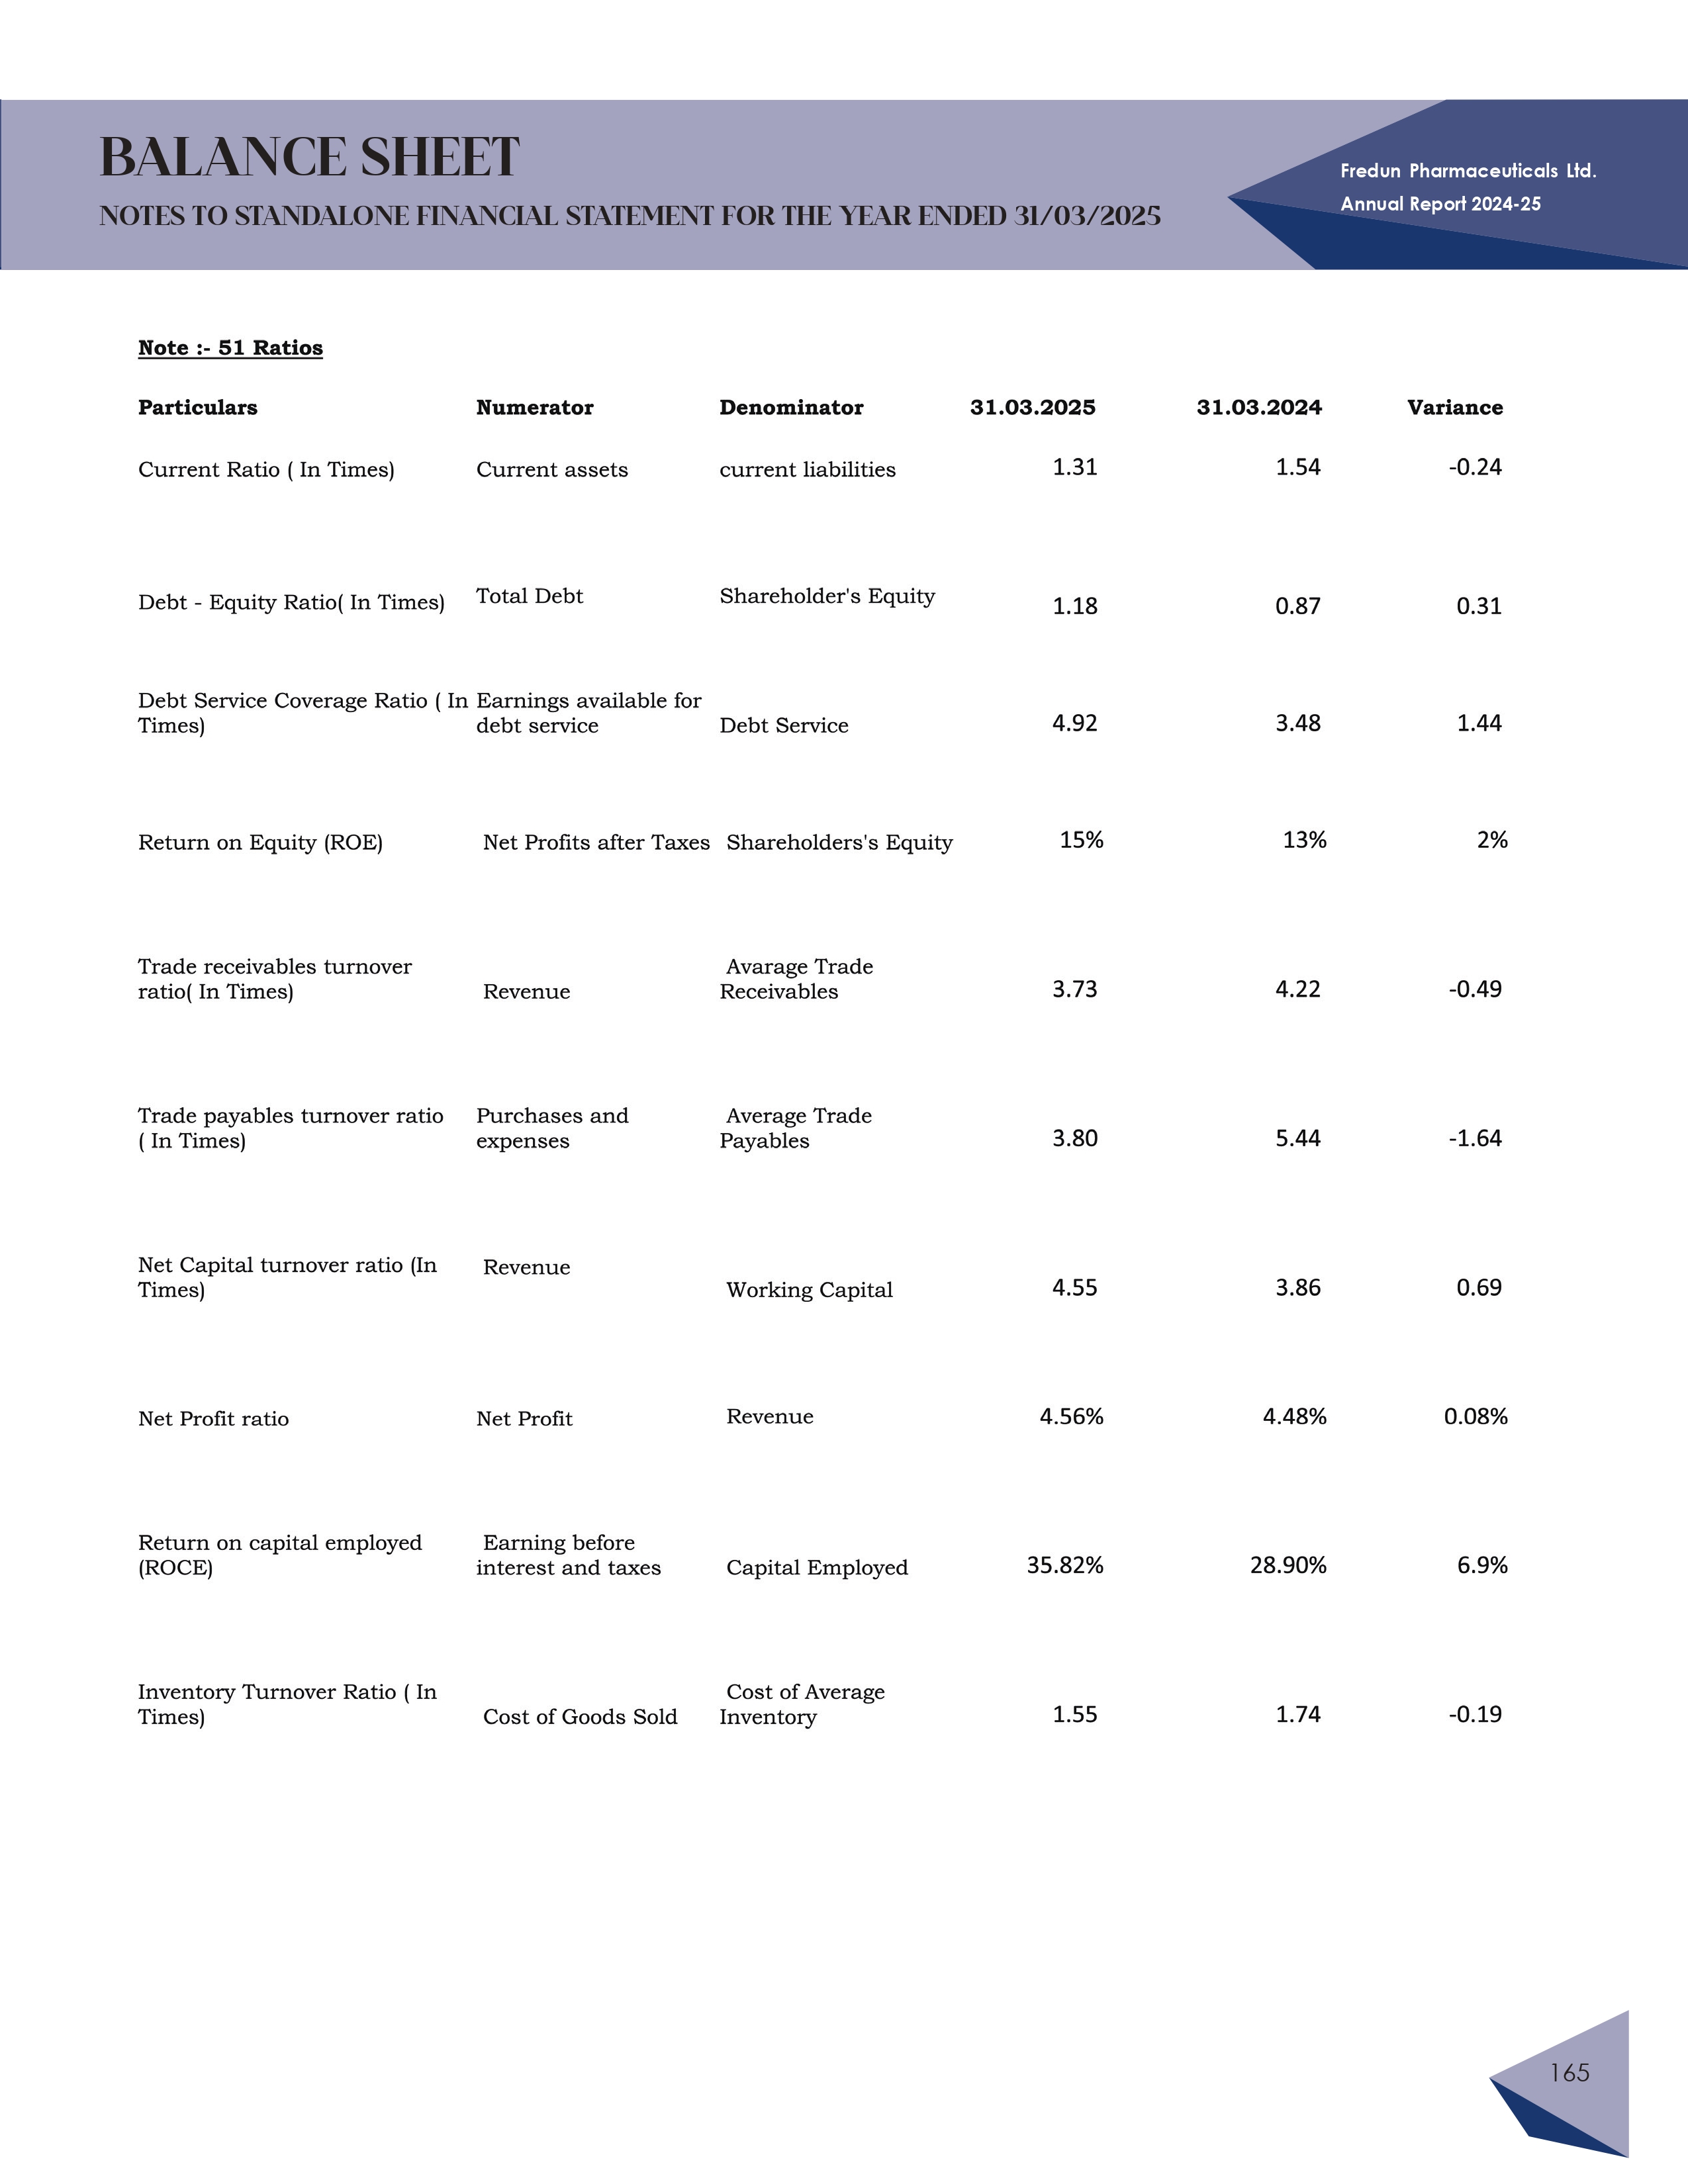 BALANCE SHEET
NOTES TO STANDALONE FINANCIAL STATEMENT FOR THE YEAR ENDED 31/03/2025
Fredun Pharmaceuticals Ltd.
Annual Report 2024-25
Note :- 51 Ratios
Particulars Numerator Denominator 31.03.2025 31.03.2024 Variance
Current Ratio ( In Times) Current assets current liabilities 1.31 1.54 -0.24
Debt - Equity Ratio( In Times) Total Debt Shareholder's Equity 1.18 0.87 0.31
Debt Service Coverage Ratio ( In Earnings available for
Times) debt service Debt Service 4.92 3.48 1.44
Return on Equity (ROE) Net Profits after Taxes Shareholders's Equity 15% 13% 2%
Trade receivables turnover Avarage Trade
ratio( In Times) Revenue Receivables 3.73 4.22 -0.49
Trade payables turnover ratio Purchases and Average Trade
( In Times) expenses Payables 3.80 5.44 -1.64
Net Capital turnover ratio (In Revenue
Times) Working Capital 4.55 3.86 0.69
Net Profit ratio Net Profit Revenue 4.56% 4.48% 0.08%
Return on capital employed Earning before
(ROCE) interest and taxes Capital Employed 35.82% 28.90% 6.9%
Inventory Turnover Ratio ( In Cost of Average
Times) Cost of Goods Sold Inventory 1.55 1.74 -0.19
165